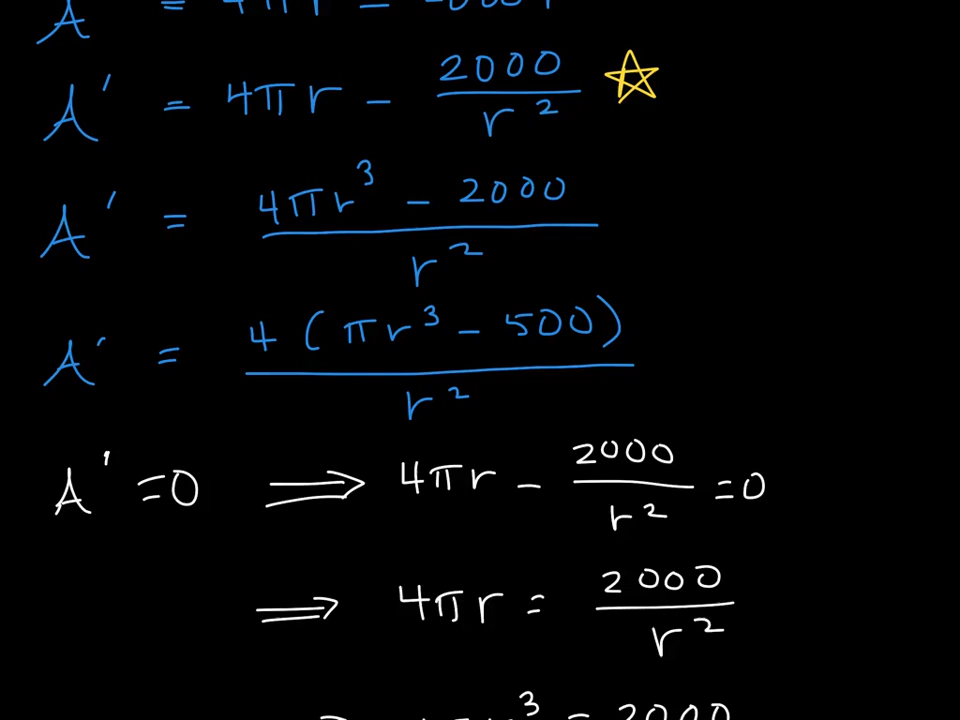 A' = 4πr - 2000/r²
A' = (4πr³ - 2000)/r²
A' = 4(πr³ - 500)/r²
A' = 0 ⟹ 4πr - 2000/r² = 0
⟹ 4πr = 2000/r²